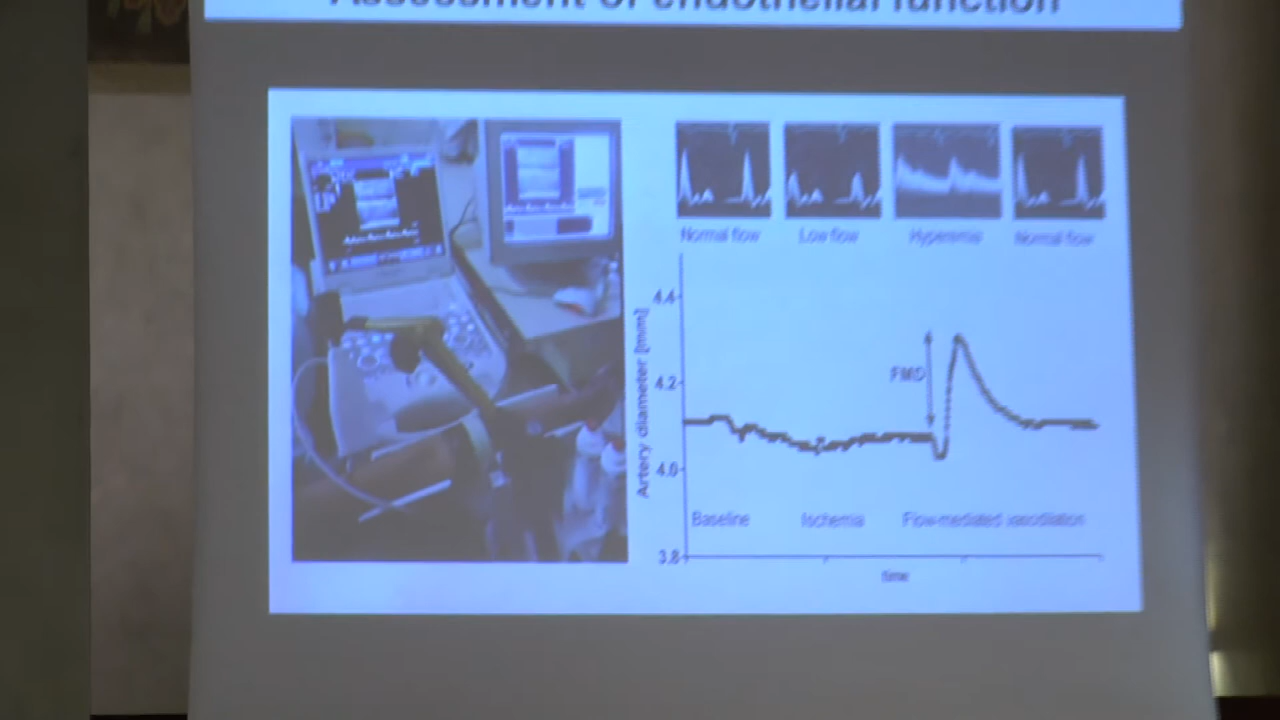 Assessment of endothelial function
Normal flow
Low flow
Hyperemia
Normal flow
4.4
4.2
4.0
3.8
Artery diameter [mm]
FMD
Baseline
Ischemia
Flow-mediated vasodilation
time